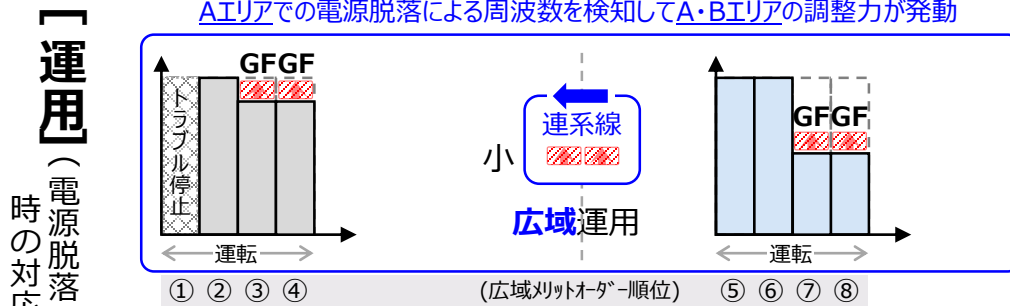 Aエリアでの電源脱落による周波数を検知してA・Bエリアの調整力が発動
【運用】
（電源脱落
時の対応
GFGF
トラブル停止
連系線
小
広域運用
GFGF
運転
運転
① ② ③ ④
(広域メリットオーダー順位)
⑤ ⑥ ⑦ ⑧